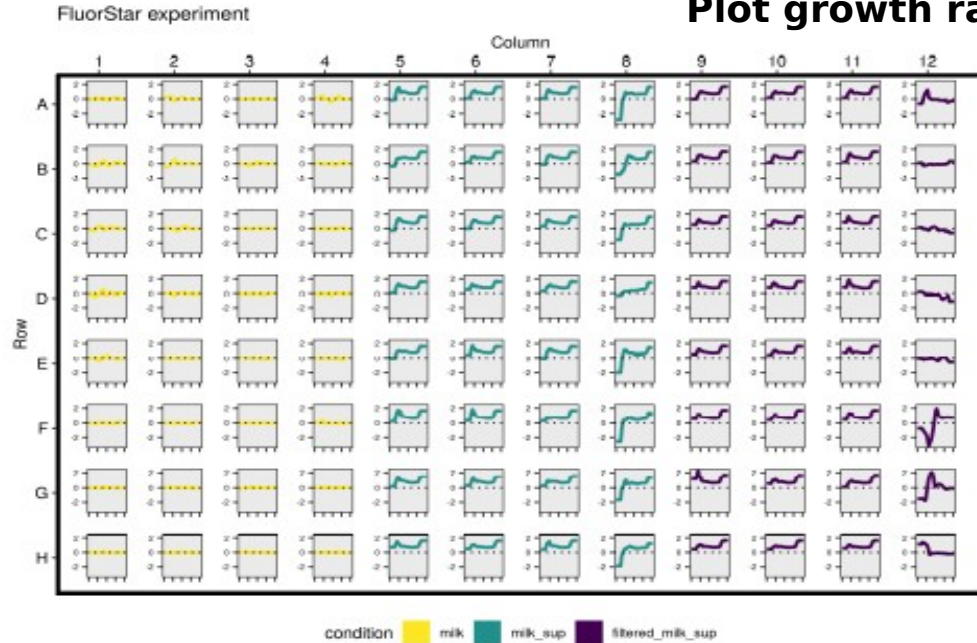 FluorStar experiment
Plot growth ra
Column
1 2 3 4 5 6 7 8 9 10 11 12
A
B
C
D
E
F
G
H
Row
condition milk milk_sup filtered_milk_sup